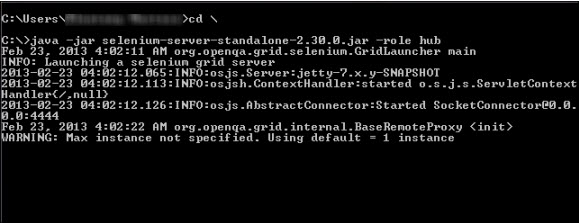 C:\Users\ >cd \
C:\>java -jar selenium-server-standalone-2.30.0.jar -role hub
Feb 23, 2013 4:02:11 AM org.openqa.grid.selenium.GridLauncher main
INFO: Launching a selenium grid server
2013-02-23 04:02:12.065:INFO:osjs.Server:jetty-7.x.y-SNAPSHOT
2013-02-23 04:02:12.113:INFO:osjsh.ContextHandler:started o.s.j.s.ServletContext
Handler{/,null}
2013-02-23 04:02:12.126:INFO:osjs.AbstractConnector:Started SocketConnector@0.0.
0.0:4444
Feb 23, 2013 4:02:22 AM org.openqa.grid.internal.BaseRemoteProxy <init>
WARNING: Max instance not specified. Using default = 1 instance